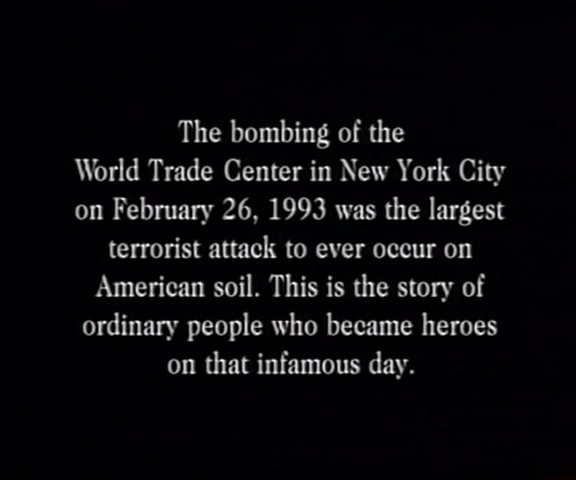 The bombing of the
World Trade Center in New York City
on February 26, 1993 was the largest
terrorist attack to ever occur on
American soil. This is the story of
ordinary people who became heroes
on that infamous day.